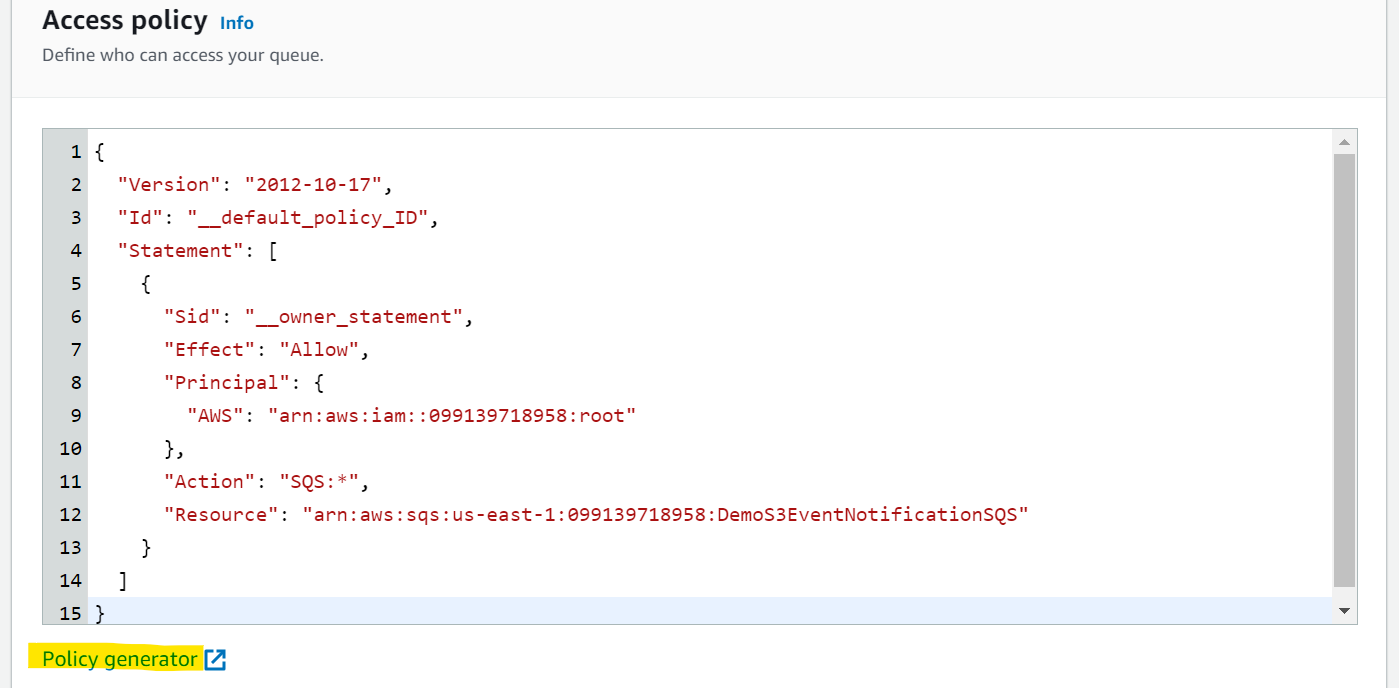 Access policy Info
Define who can access your queue.
1 {
2 "Version": "2012-10-17",
3 "Id": "__default_policy_ID",
4 "Statement": [
5 {
6 "Sid": "__owner_statement",
7 "Effect": "Allow",
8 "Principal": {
9 "AWS": "arn:aws:iam::099139718958:root"
10 },
11 "Action": "SQS:*",
12 "Resource": "arn:aws:sqs:us-east-1:099139718958:DemoS3EventNotificationSQS"
13 }
14 ]
15 }
Policy generator